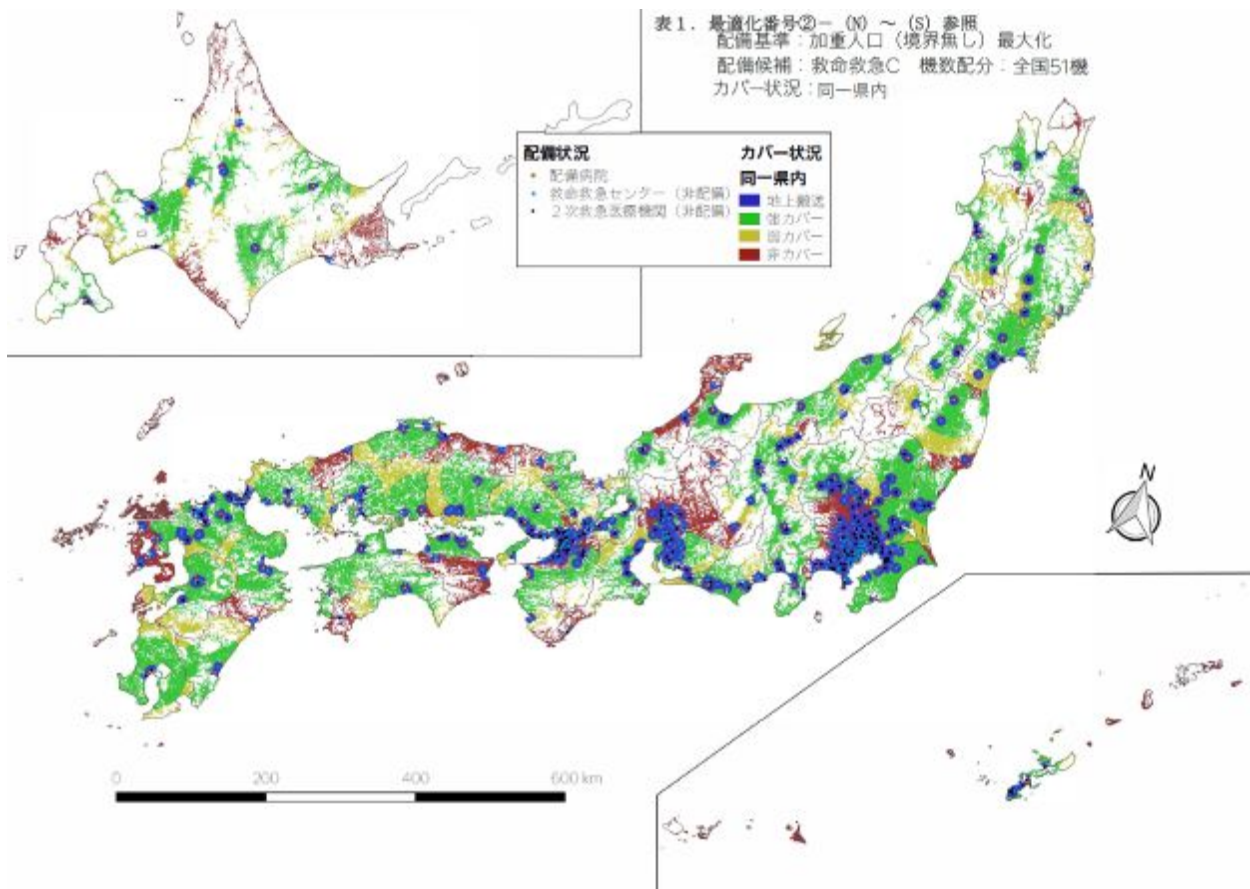 表1. 最適化番号②－(N) ～ (S) 参照
配備基準：加重人口（境界無し）最大化
配備候補：救命救急C　機数配分：全国51機
カバー状況：同一県内
配備状況
配備病院
救命救急センター（非配備）
２次救急医療機関（非配備）
カバー状況
同一県内
地上搬送
強カバー
弱カバー
非カバー
N
0 200 400 600 km